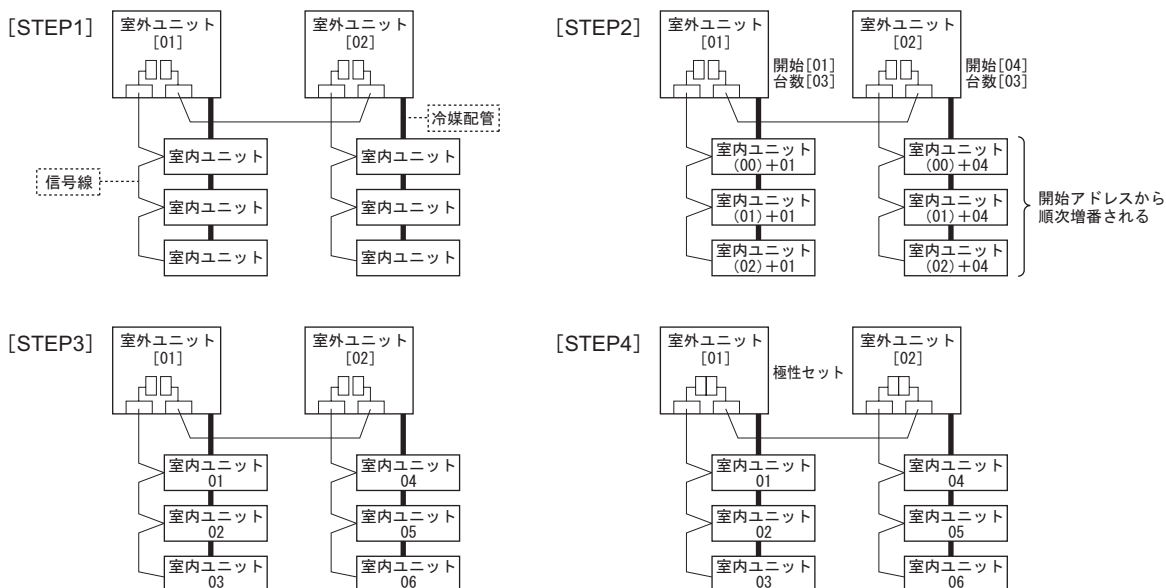 [STEP1]
室外ユニット
[01]
室外ユニット
[02]
冷媒配管
信号線
室内ユニット
室内ユニット
室内ユニット
室内ユニット
室内ユニット
室内ユニット
[STEP2]
室外ユニット
[01]
開始[01]
台数[03]
室外ユニット
[02]
開始[04]
台数[03]
室内ユニット
(00)+01
室内ユニット
(01)+01
室内ユニット
(02)+01
室内ユニット
(00)+04
室内ユニット
(01)+04
室内ユニット
(02)+04
開始アドレスから
順次増番される
[STEP3]
室外ユニット
[01]
室外ユニット
[02]
室内ユニット
01
室内ユニット
02
室内ユニット
03
室内ユニット
04
室内ユニット
05
室内ユニット
06
[STEP4]
室外ユニット
[01]
極性セット
室外ユニット
[02]
室内ユニット
01
室内ユニット
02
室内ユニット
03
室内ユニット
04
室内ユニット
05
室内ユニット
06